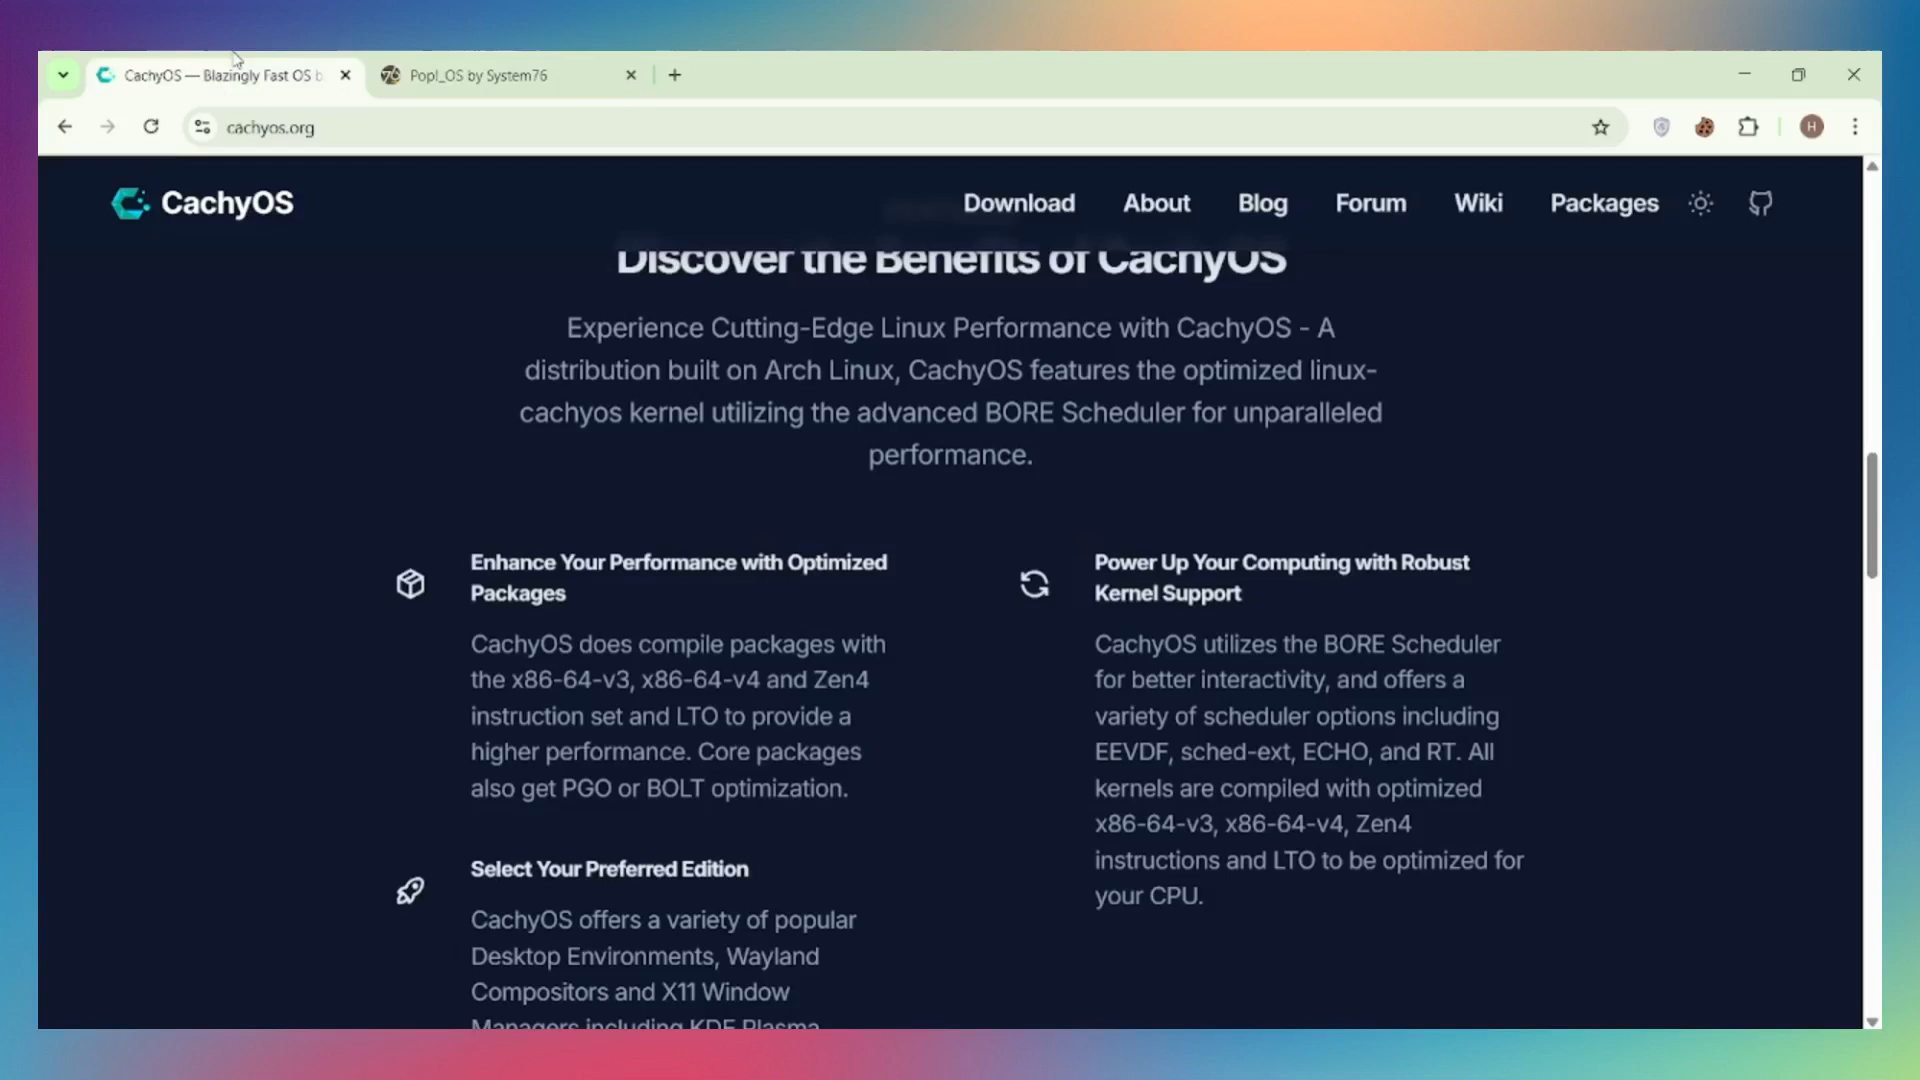 CachyOS — Blazingly Fast OS b
Pop!_OS by System76
cachyos.org
H
CachyOS
Download
About
Blog
Forum
Wiki
Packages
Discover the Benefits of CachyOS
Experience Cutting-Edge Linux Performance with CachyOS - A
distribution built on Arch Linux, CachyOS features the optimized linux-
cachyos kernel utilizing the advanced BORE Scheduler for unparalleled
performance.
Enhance Your Performance with Optimized
Packages
CachyOS does compile packages with
the x86-64-v3, x86-64-v4 and Zen4
instruction set and LTO to provide a
higher performance. Core packages
also get PGO or BOLT optimization.
Select Your Preferred Edition
CachyOS offers a variety of popular
Desktop Environments, Wayland
Compositors and X11 Window
Managers including KDE Plasma
Power Up Your Computing with Robust
Kernel Support
CachyOS utilizes the BORE Scheduler
for better interactivity, and offers a
variety of scheduler options including
EEVDF, sched-ext, ECHO, and RT. All
kernels are compiled with optimized
x86-64-v3, x86-64-v4, Zen4
instructions and LTO to be optimized for
your CPU.